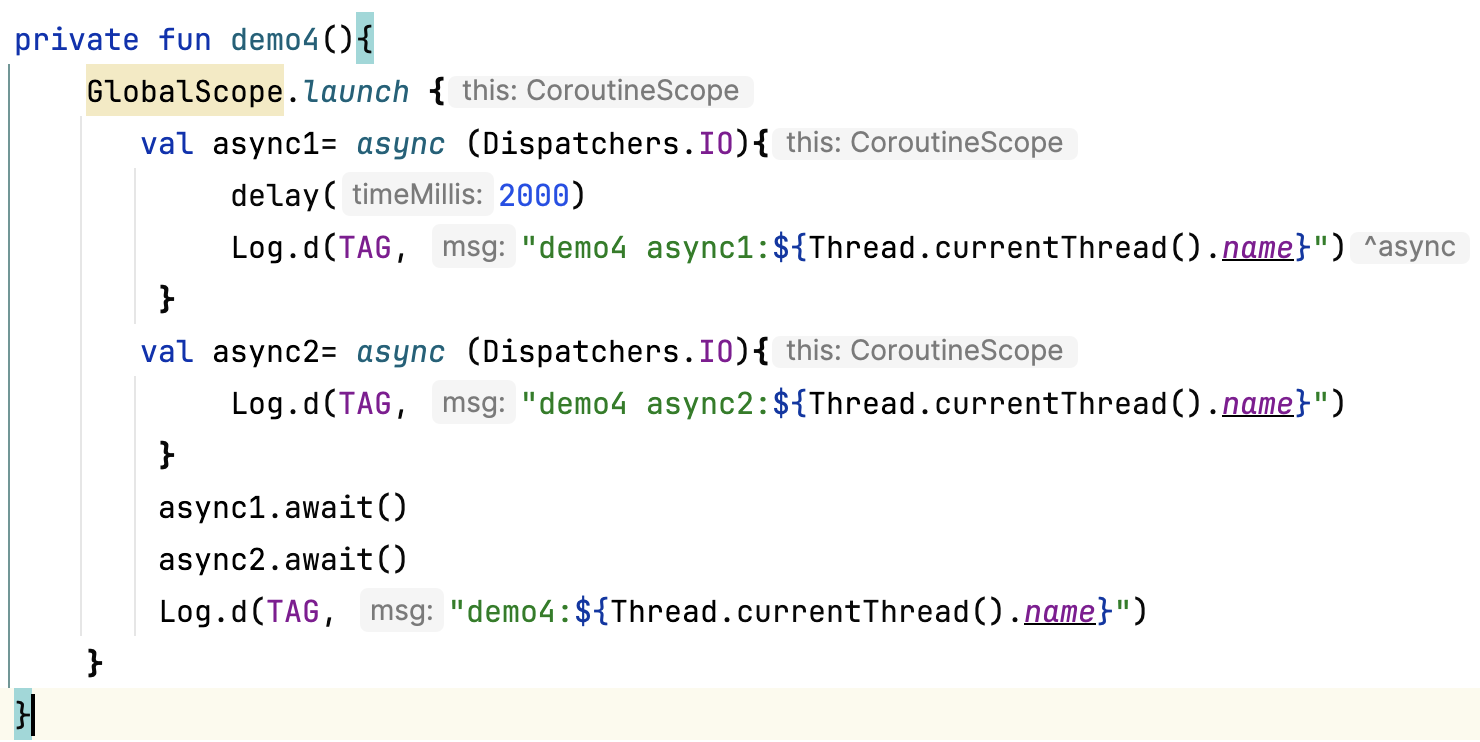 private fun demo4(){
GlobalScope.launch { this: CoroutineScope
val async1= async (Dispatchers.IO){ this: CoroutineScope
delay( timeMillis: 2000)
Log.d(TAG, msg: "demo4 async1:${Thread.currentThread().name}") ^async
}
val async2= async (Dispatchers.IO){ this: CoroutineScope
Log.d(TAG, msg: "demo4 async2:${Thread.currentThread().name}")
}
async1.await()
async2.await()
Log.d(TAG, msg: "demo4:${Thread.currentThread().name}")
}
}